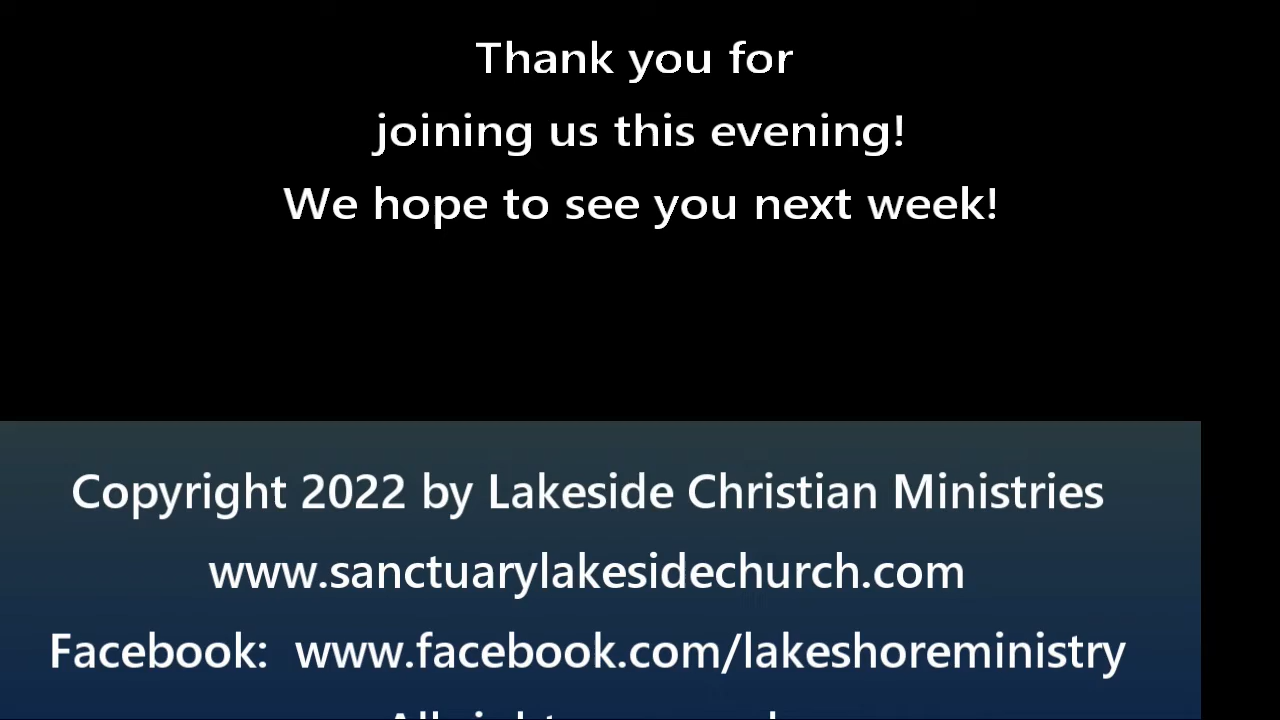 Thank you for
joining us this evening!
We hope to see you next week!
Copyright 2022 by Lakeside Christian Ministries
www.sanctuarylakesidechurch.com
Facebook:  www.facebook.com/lakeshoreministry